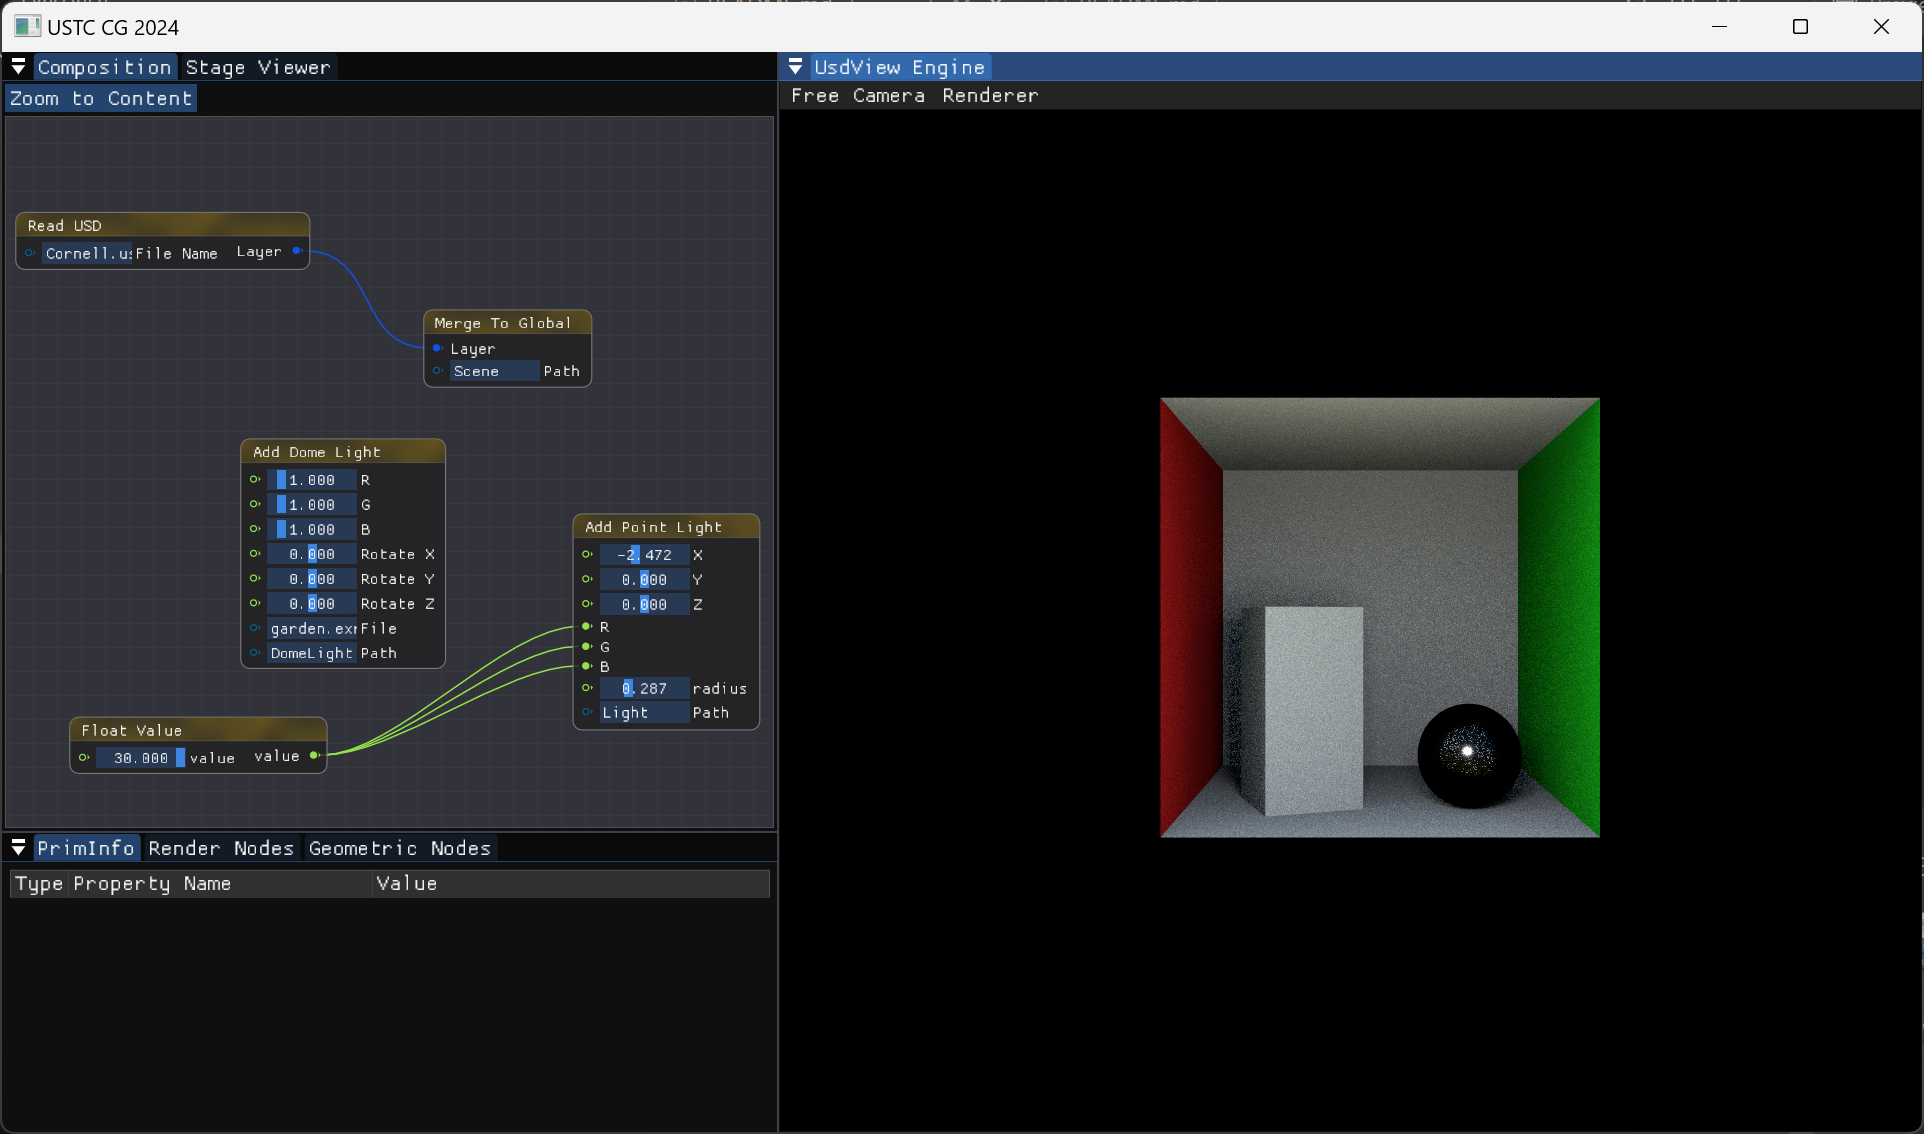 USTC CG 2024
Composition Stage Viewer
Zoom to Content
Read USD
Cornell.us File Name Layer
Merge To Global
Layer
Scene Path
Add Dome Light
1.000 R
1.000 G
1.000 B
0.000 Rotate X
0.000 Rotate Y
0.000 Rotate Z
garden.exr File
DomeLight Path
Add Point Light
-2.472 X
0.000 Y
0.000 Z
R
G
B
0.287 radius
Light Path
Float Value
30.000 value value
PrimInfo Render Nodes Geometric Nodes
Type Property Name Value
UsdView Engine
Free Camera Renderer